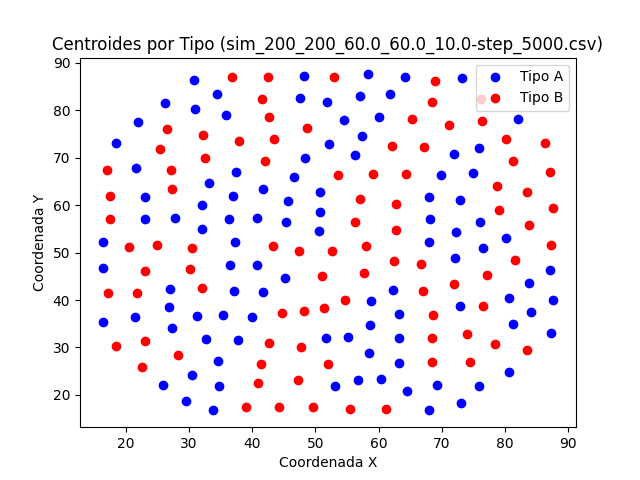 Centroides por Tipo (sim_200_200_60.0_60.0_10.0-step_5000.csv)
Tipo A
Tipo B
90
80
70
60
50
40
30
20
Coordenada Y
20 30 40 50 60 70 80 90
Coordenada X